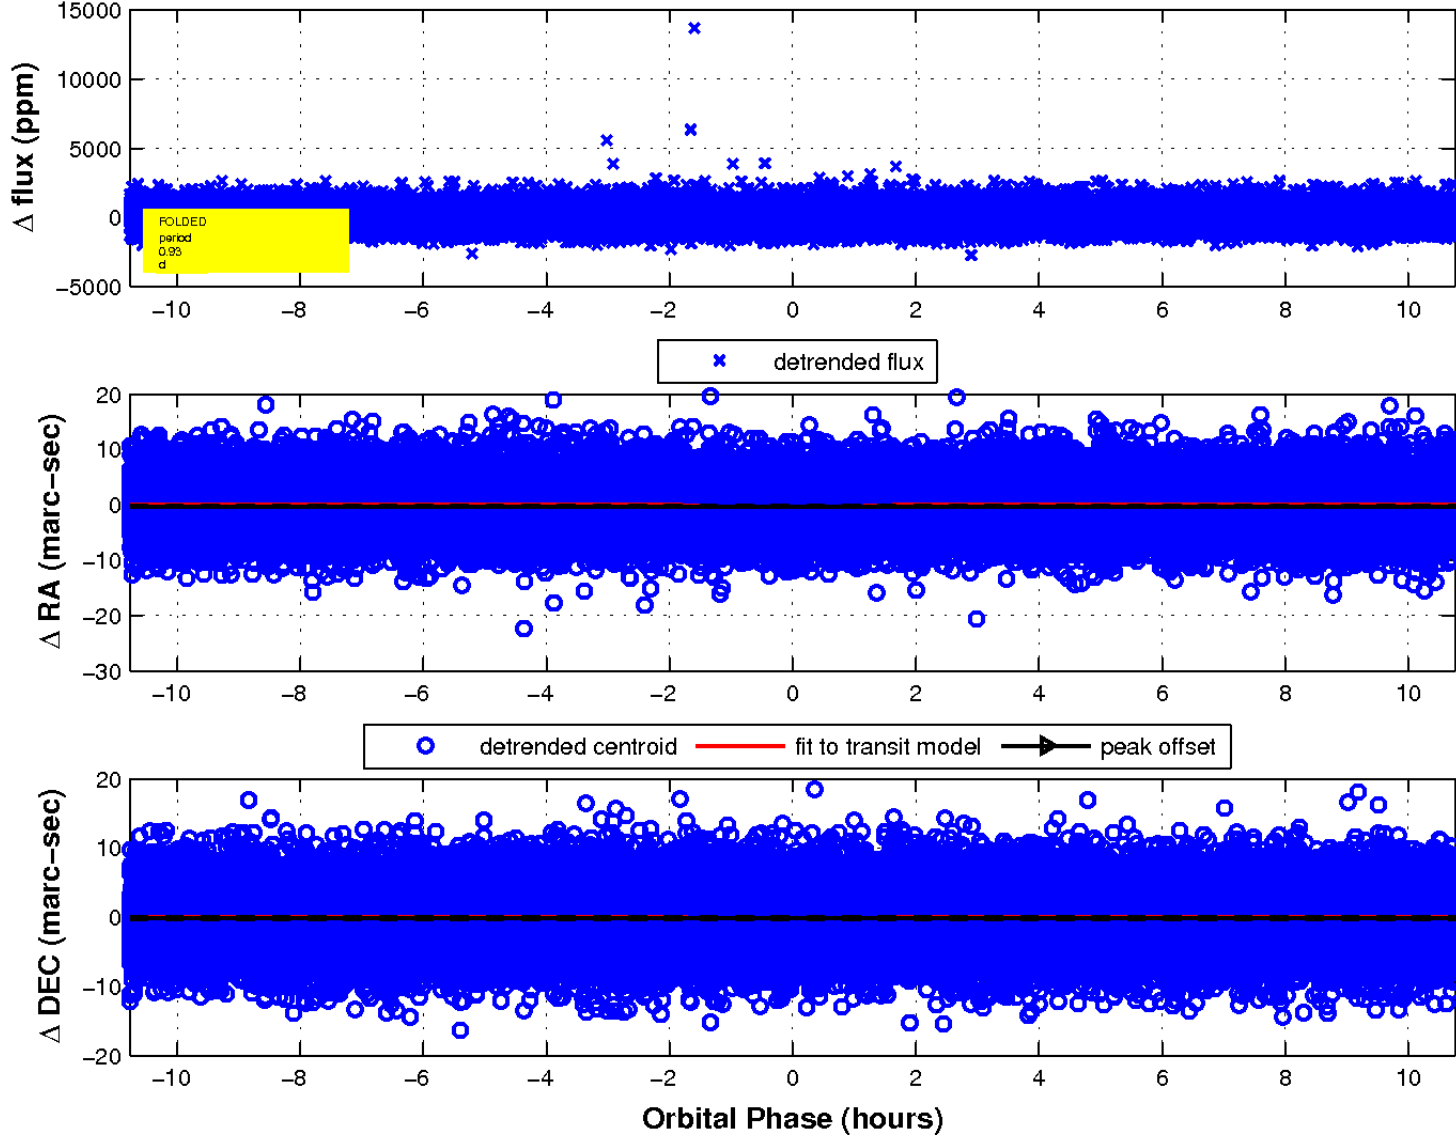 15000
10000
5000
0
−5000
Δ flux (ppm)
FOLDED
period
0.93
d
−10 −8 −6 −4 −2 0 2 4 6 8 10
detrended flux
20
10
0
−10
−20
−30
Δ RA (marc−sec)
−10 −8 −6 −4 −2 0 2 4 6 8 10
detrended centroid fit to transit model peak offset
20
10
0
−10
−20
Δ DEC (marc−sec)
−10 −8 −6 −4 −2 0 2 4 6 8 10
Orbital Phase (hours)